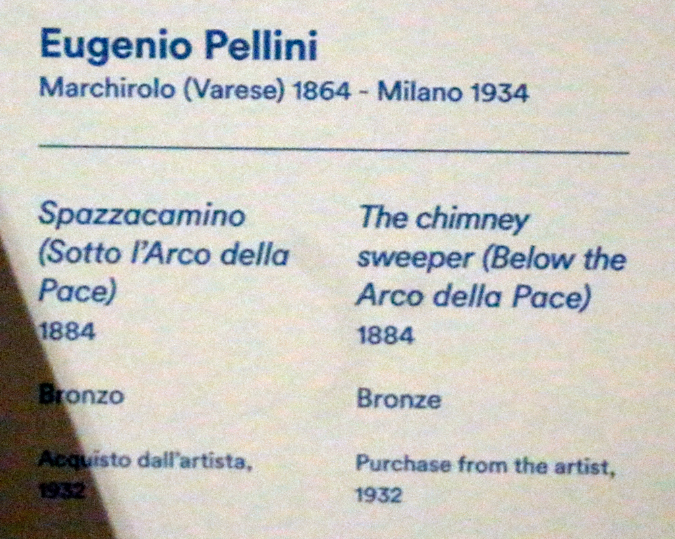 Eugenio Pellini
Marchirolo (Varese) 1864 - Milano 1934
Spazzacamino
(Sotto l'Arco della
Pace)
1884
Bronzo
Acquisto dall'artista,
1932
The chimney
sweeper (Below the
Arco della Pace)
1884
Bronze
Purchase from the artist,
1932